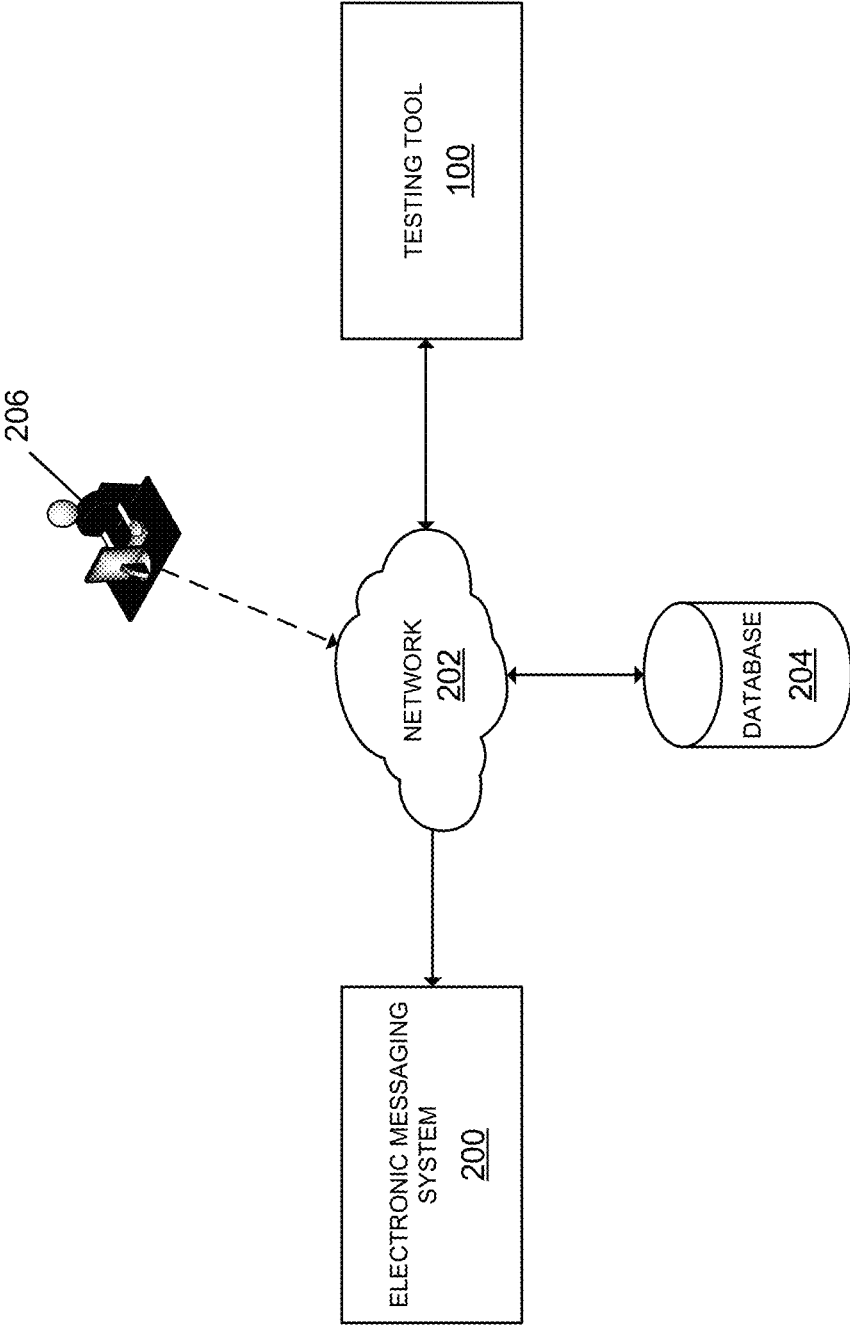 206
TESTING TOOL
100
NETWORK
202
DATABASE
204
ELECTRONIC MESSAGING
SYSTEM
200